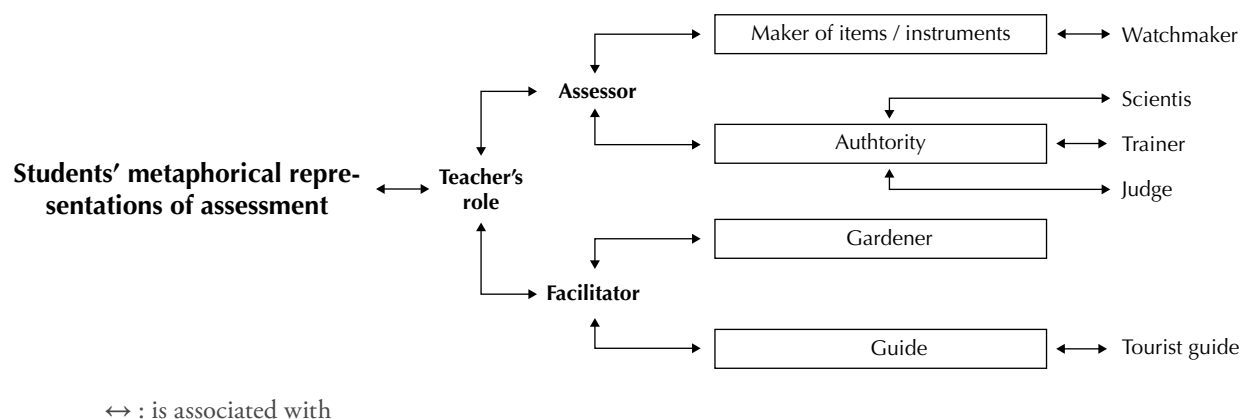 Maker of items / instruments
Watchmaker
Assessor
Scientis
Authtority
Trainer
Judge
Students’ metaphorical repre-
sentations of assessment
Teacher’s
role
Gardener
Facilitator
Guide
Tourist guide
↔ : is associated with